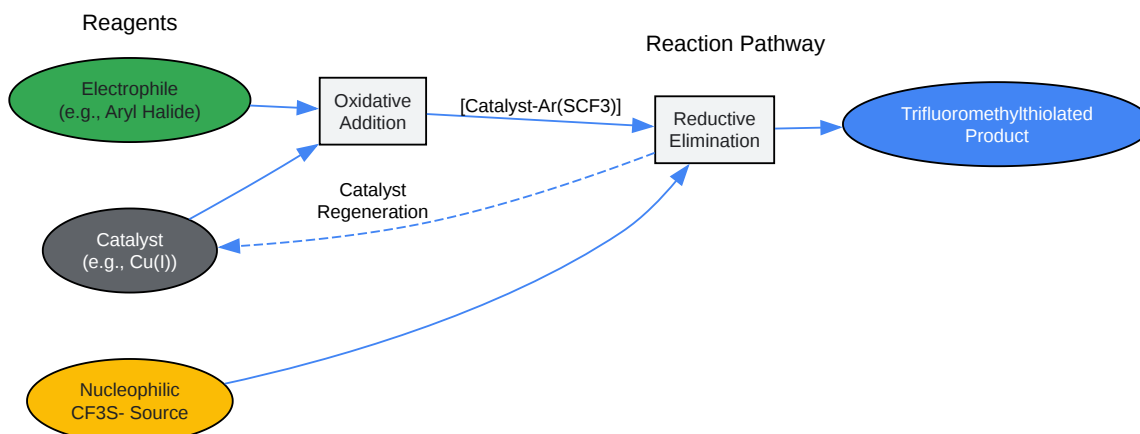 Reagents
Reaction Pathway
Electrophile
(e.g., Aryl Halide)
Oxidative
Addition
[Catalyst-Ar(SCF3)]
Reductive
Elimination
Trifluoromethylthiolated
Product
Catalyst
Regeneration
Catalyst
(e.g., Cu(I))
Nucleophilic
CF3S- Source